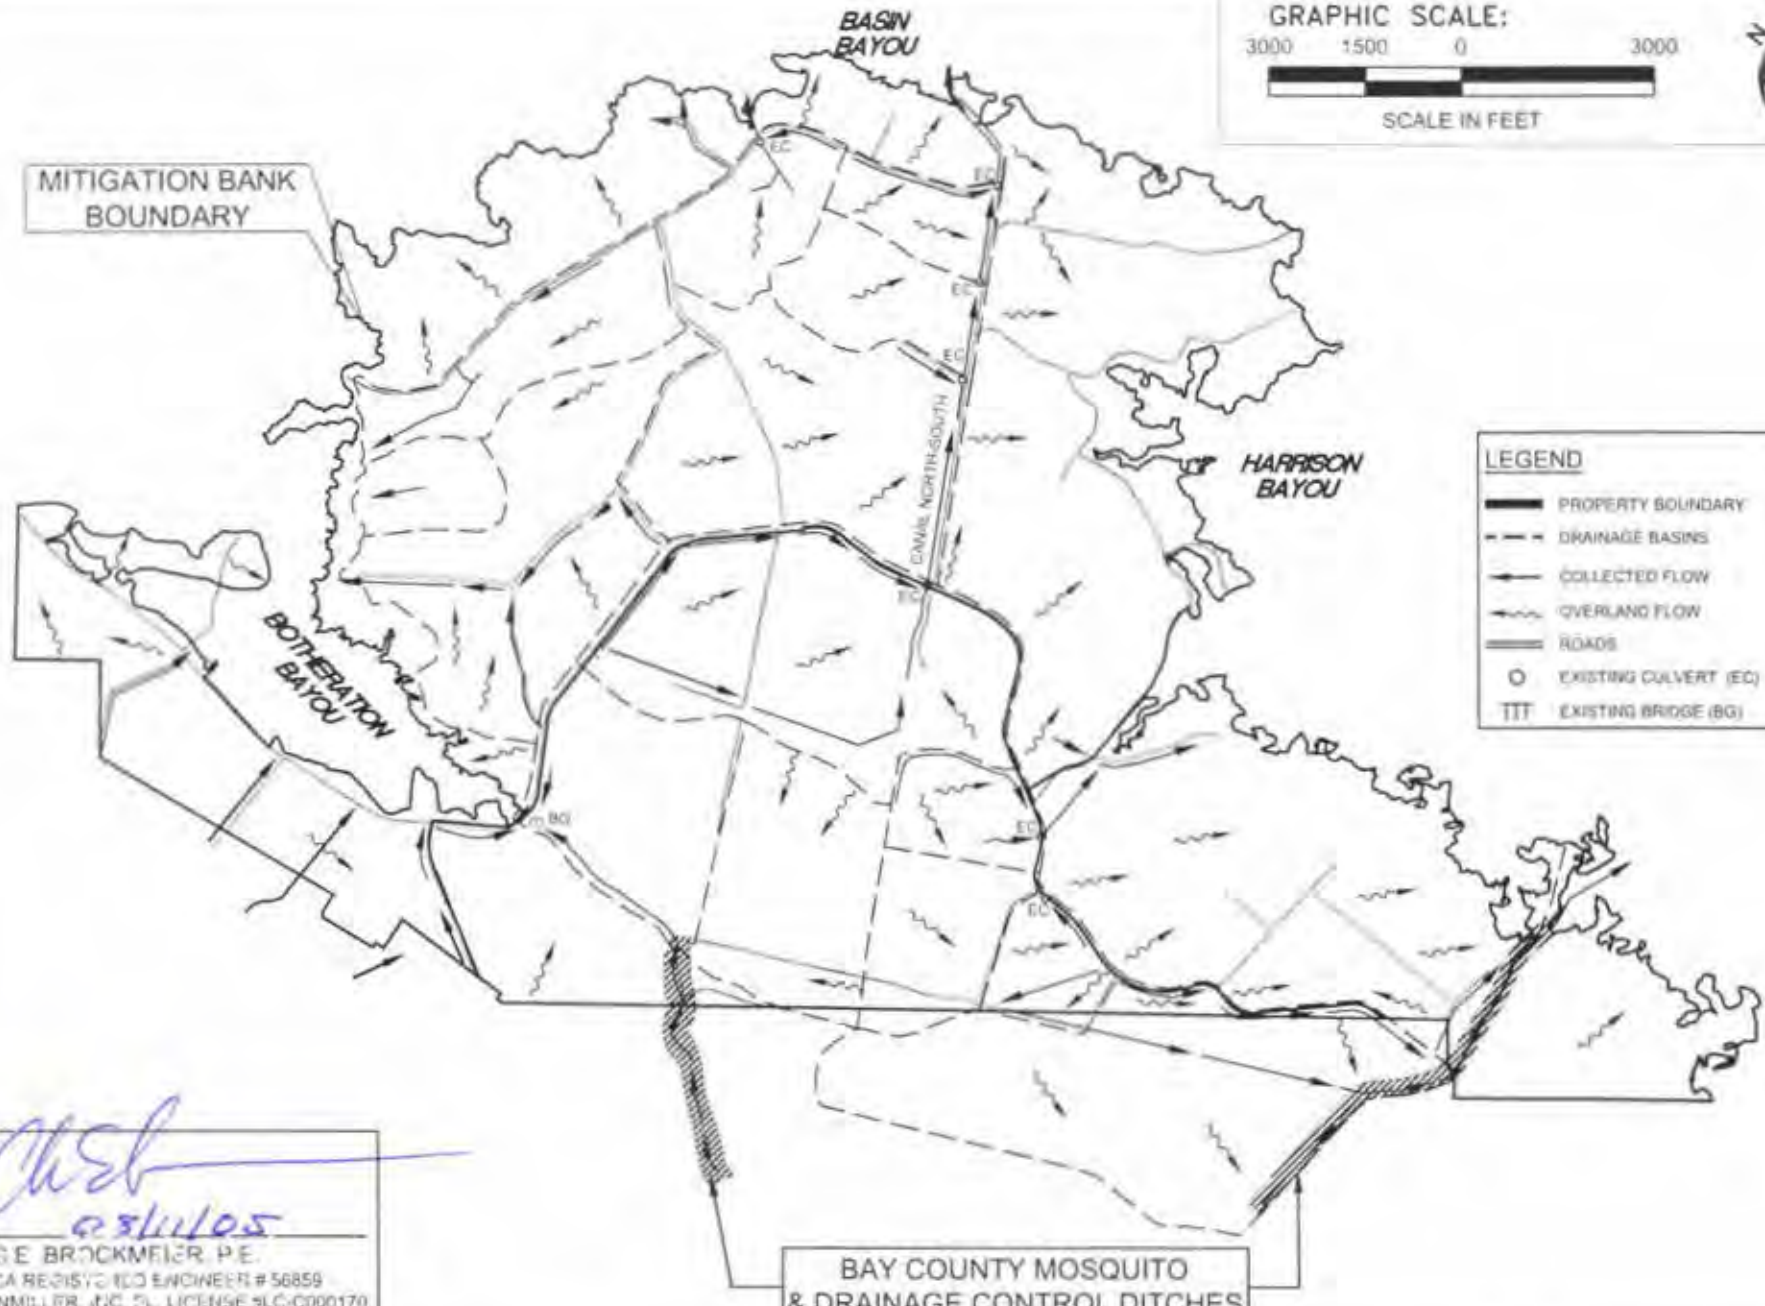 BASIN
BAYOU
GRAPHIC SCALE:
3000 1500 0 3000
SCALE IN FEET
MITIGATION BANK
BOUNDARY
EC
EC
EC
EC
CANAL NORTH-SOUTH
HARRISON
BAYOU
LEGEND
PROPERTY BOUNDARY
DRAINAGE BASINS
COLLECTED FLOW
OVERLAND FLOW
ROADS
EXISTING CULVERT (EC)
EXISTING BRIDGE (BG)
BOTHERATION
BAYOU
BG
EC
EC
03/11/05
BROCKMEIER, P.E.
ENGINEER # 56859
BAY COUNTY MOSQUITO
& DRAINAGE CONTROL DITCHES